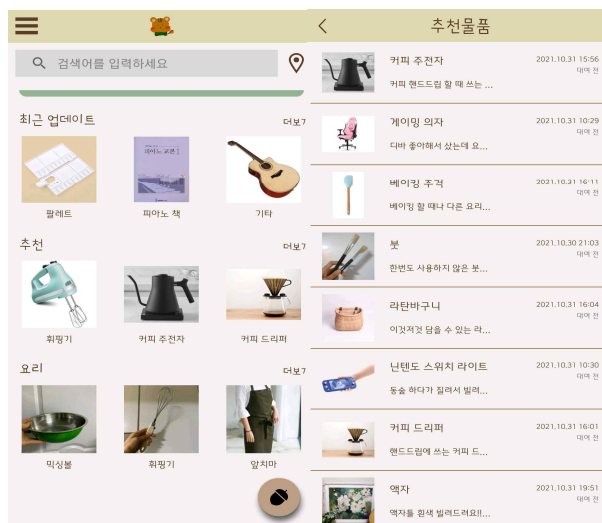 검색어를 입력하세요
최근 업데이트
더보기
팔레트
피아노 책
기타
추천
더보기
휘핑기
커피 주전자
커피 드리퍼
요리
더보기
믹싱볼
휘핑기
앞치마
추천물품
커피 주전자
2021.10.31 15:56
대여 전
커피 핸드드립 할 때 쓰는 ...
게이밍 의자
2021.10.31 10:29
대여 전
디바 좋아해서 샀는데 요...
베이킹 주걱
2021.10.31 16:11
대여 전
베이킹 할 때나 다른 요리...
붓
2021.10.30 21:03
대여 전
한번도 사용하지 않은 붓...
라탄바구니
2021.10.31 16:04
대여 전
이것저것 담을 수 있는 라...
닌텐도 스위치 라이트
2021.10.31 10:30
대여 전
동숲 하다가 질려서 빌려...
커피 드리퍼
2021.10.31 16:01
대여 전
핸드드립에 쓰는 커피 드...
액자
2021.10.31 19:51
대여 전
액자틀 흰색 빌려드려요!!...